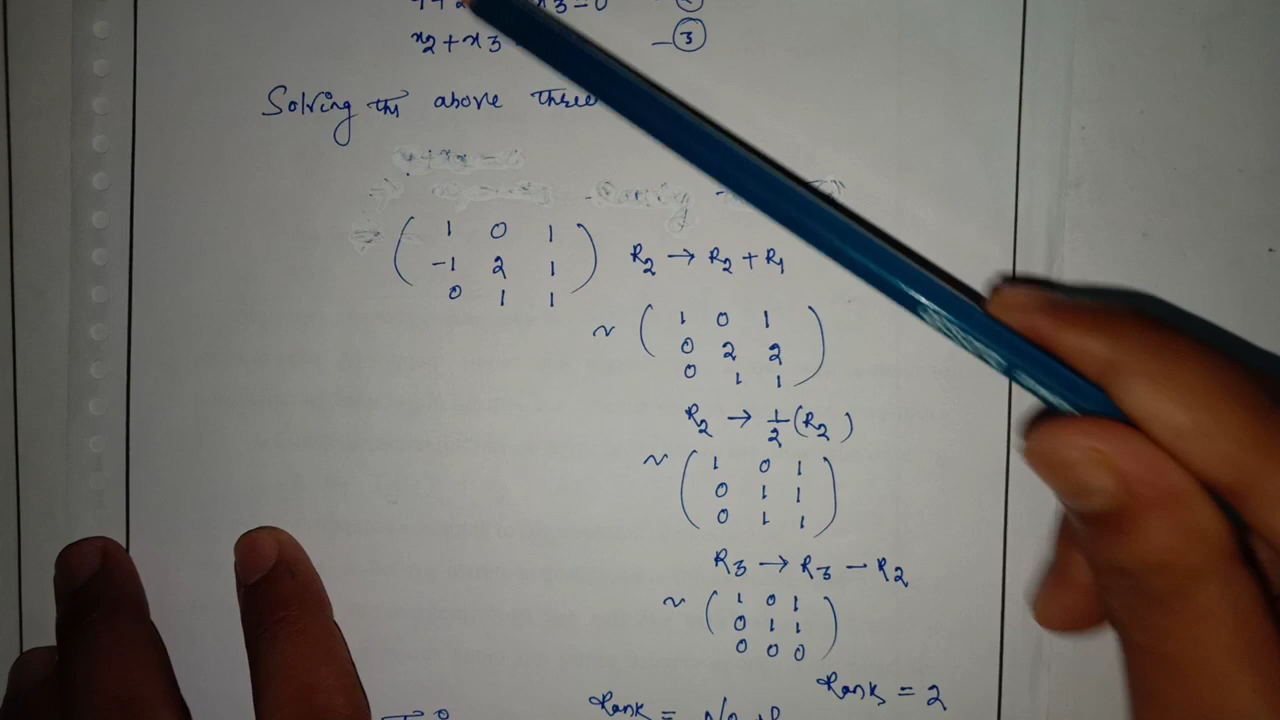 x3 = 0
x2 + x3 — ③
Solving the above three
( 1 0 1 ) R2 → R2 + R1
-1 2 1
0 1 1
~ ( 1 0 1 )
0 2 2
0 1 1
R2 → 1/2 (R2)
~ ( 1 0 1 )
0 1 1
0 1 1
R3 → R3 − R2
~ ( 1 0 1 )
0 1 1
0 0 0
Rank = 2
Rank =